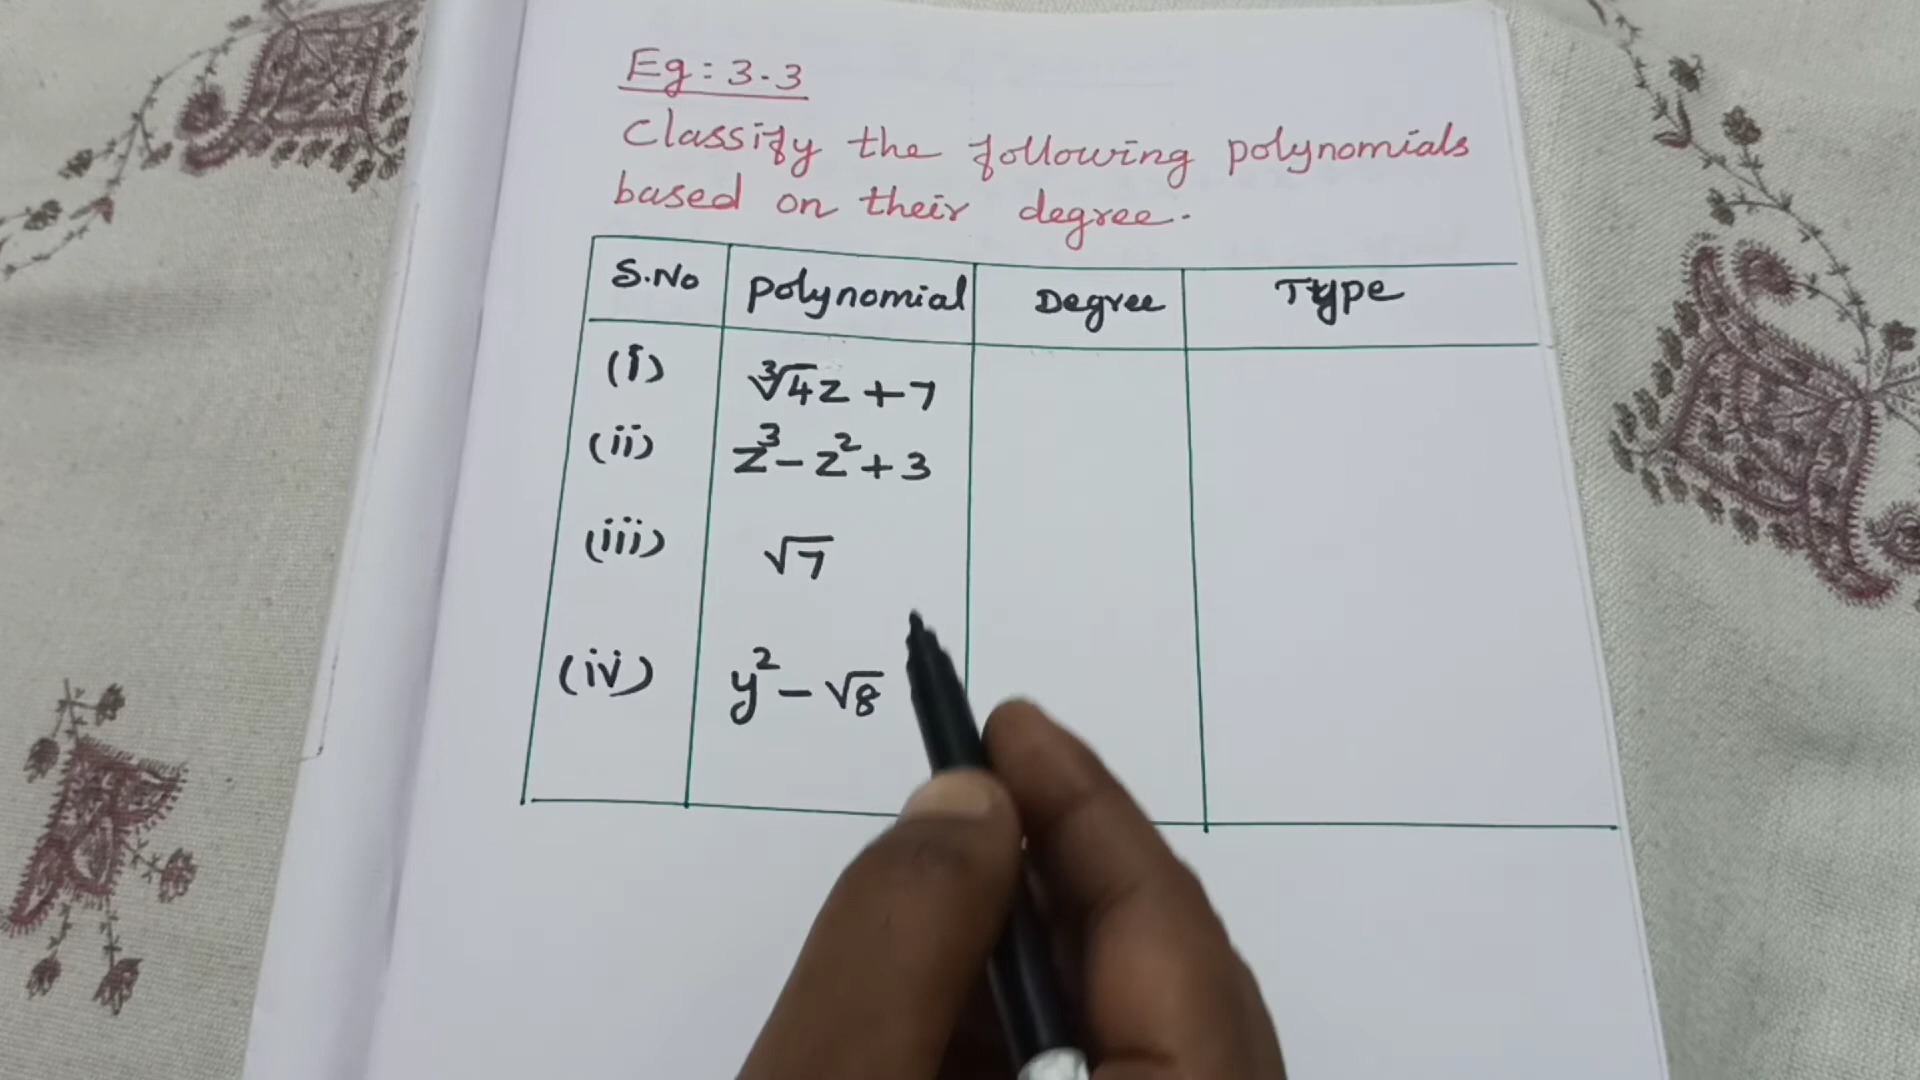 Eg: 3.3
Classify the following polynomials
based on their degree.
S.No polynomial Degree Type
(i) ∛4z + 7
(ii) z³ - z² + 3
(iii) √7
(iv) y² - √8